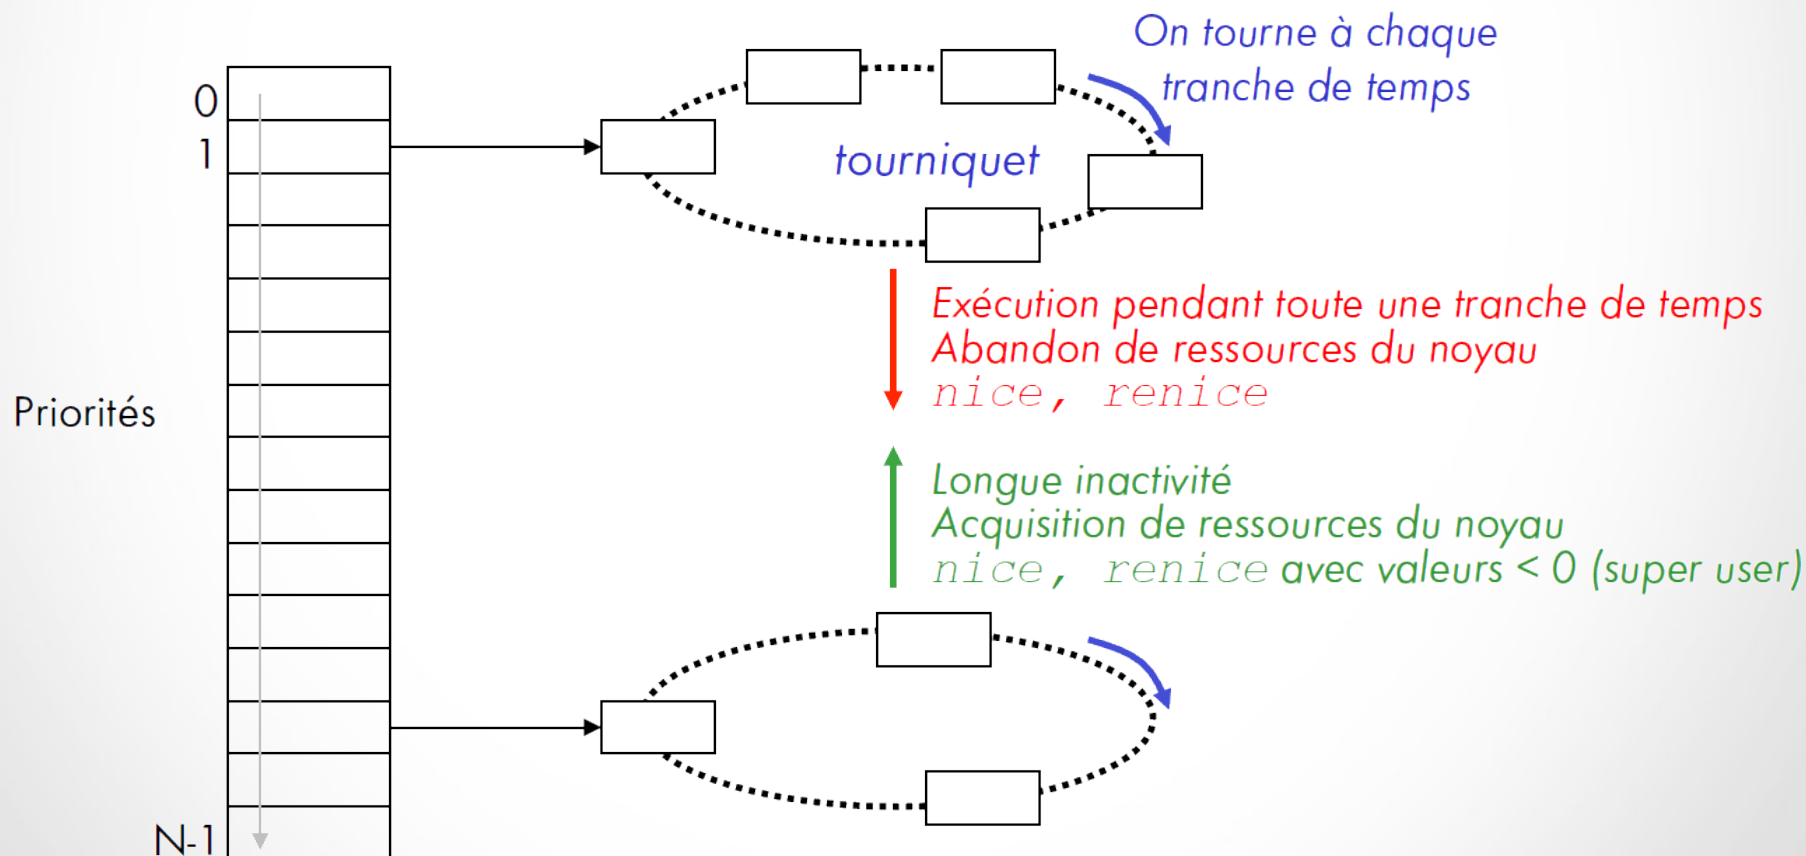 On tourne à chaque
tranche de temps
0
1
tourniquet
Exécution pendant toute une tranche de temps
Abandon de ressources du noyau
nice, renice
Priorités
Longue inactivité
Acquisition de ressources du noyau
nice, renice avec valeurs < 0 (super user)
N-1